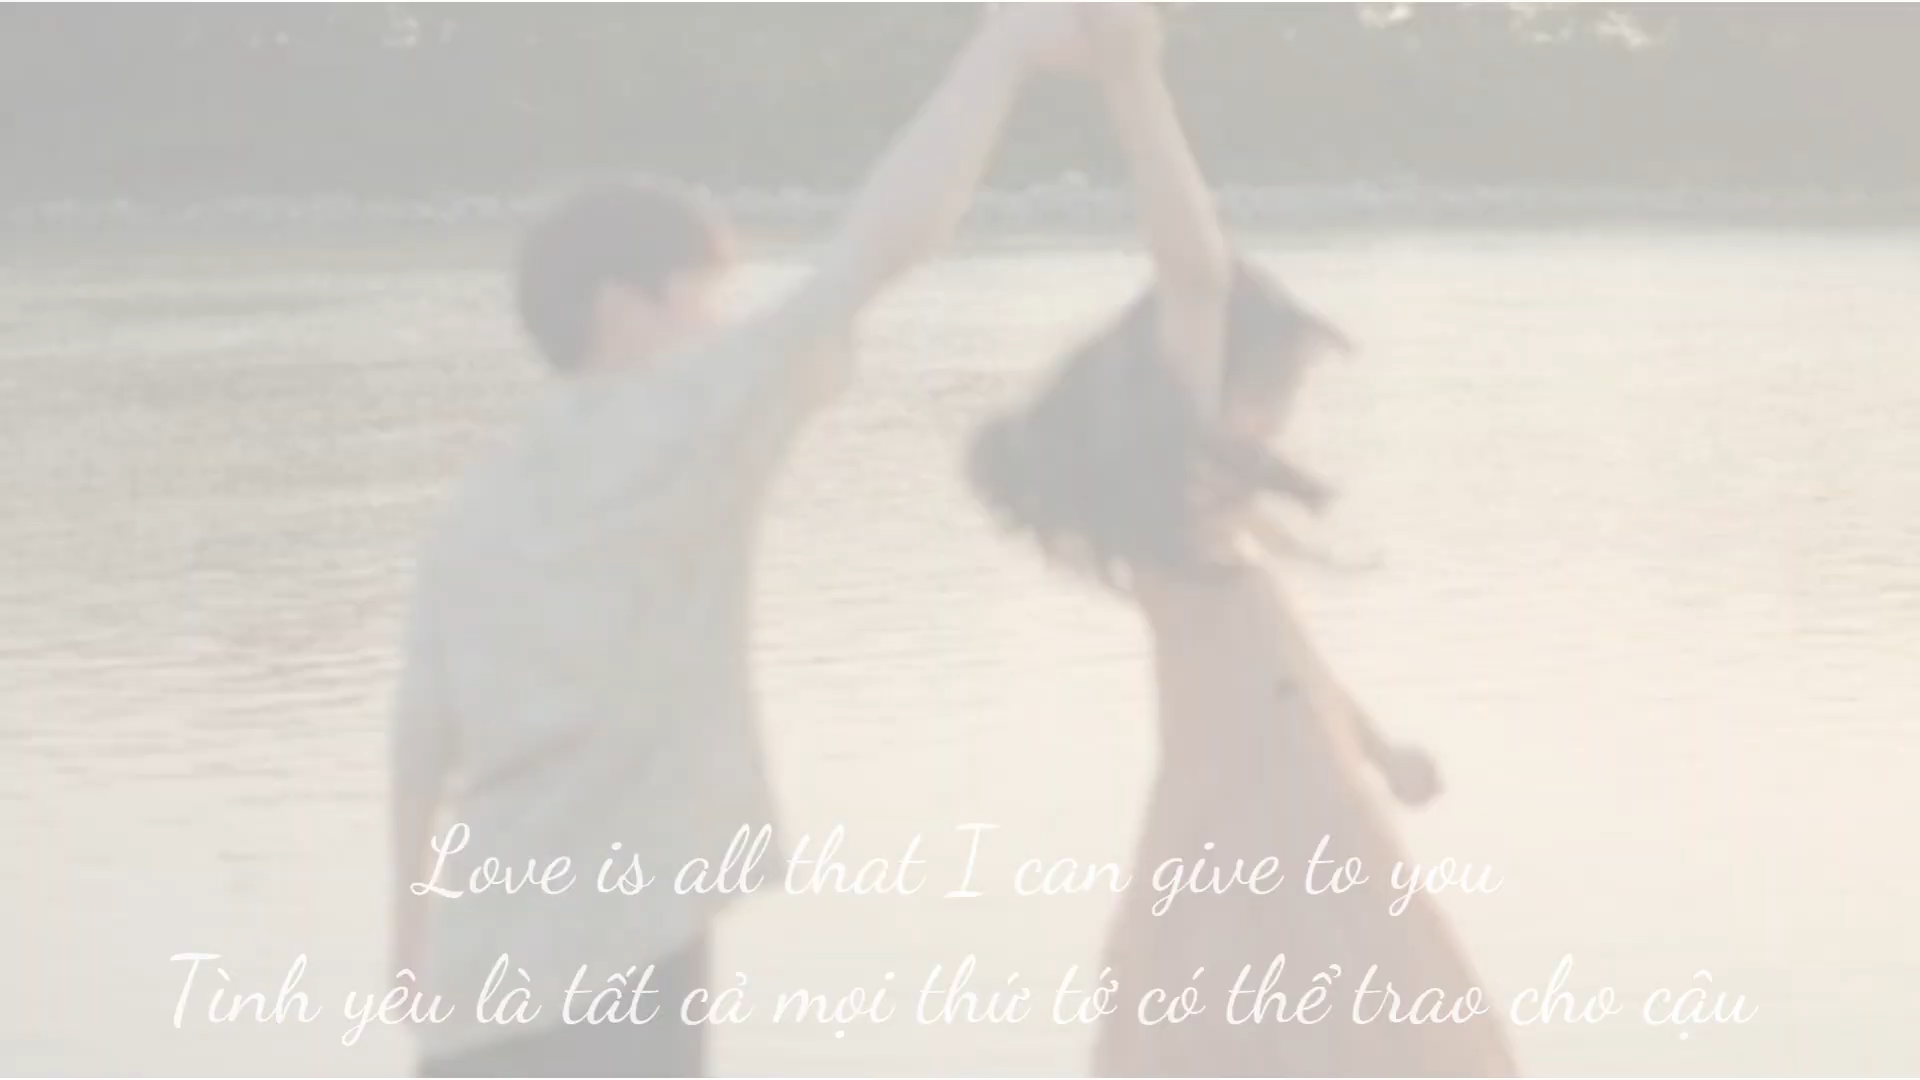 Love is all that I can give to you
Tình yêu là tất cả mọi thứ tớ có thể trao cho cậu